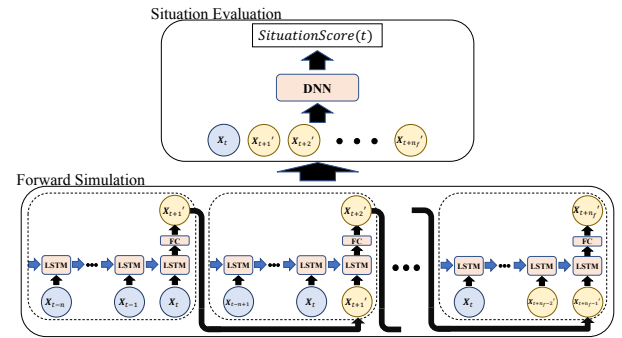 Situation Evaluation
SituationScore(t)
DNN
X_t X_{t+1}' X_{t+2}' • • • • X_{t+n_f}'
Forward Simulation
X_{t+1}' X_{t+2}' X_{t+n_f}'
FC FC FC
LSTM ••• LSTM LSTM LSTM ••• LSTM LSTM ••• LSTM ••• LSTM LSTM
X_{t-n} X_{t-1} X_t X_{t-n+1} X_t X_{t+1}' X_t X_{t+n_f-2}' X_{t+n_f-1}'